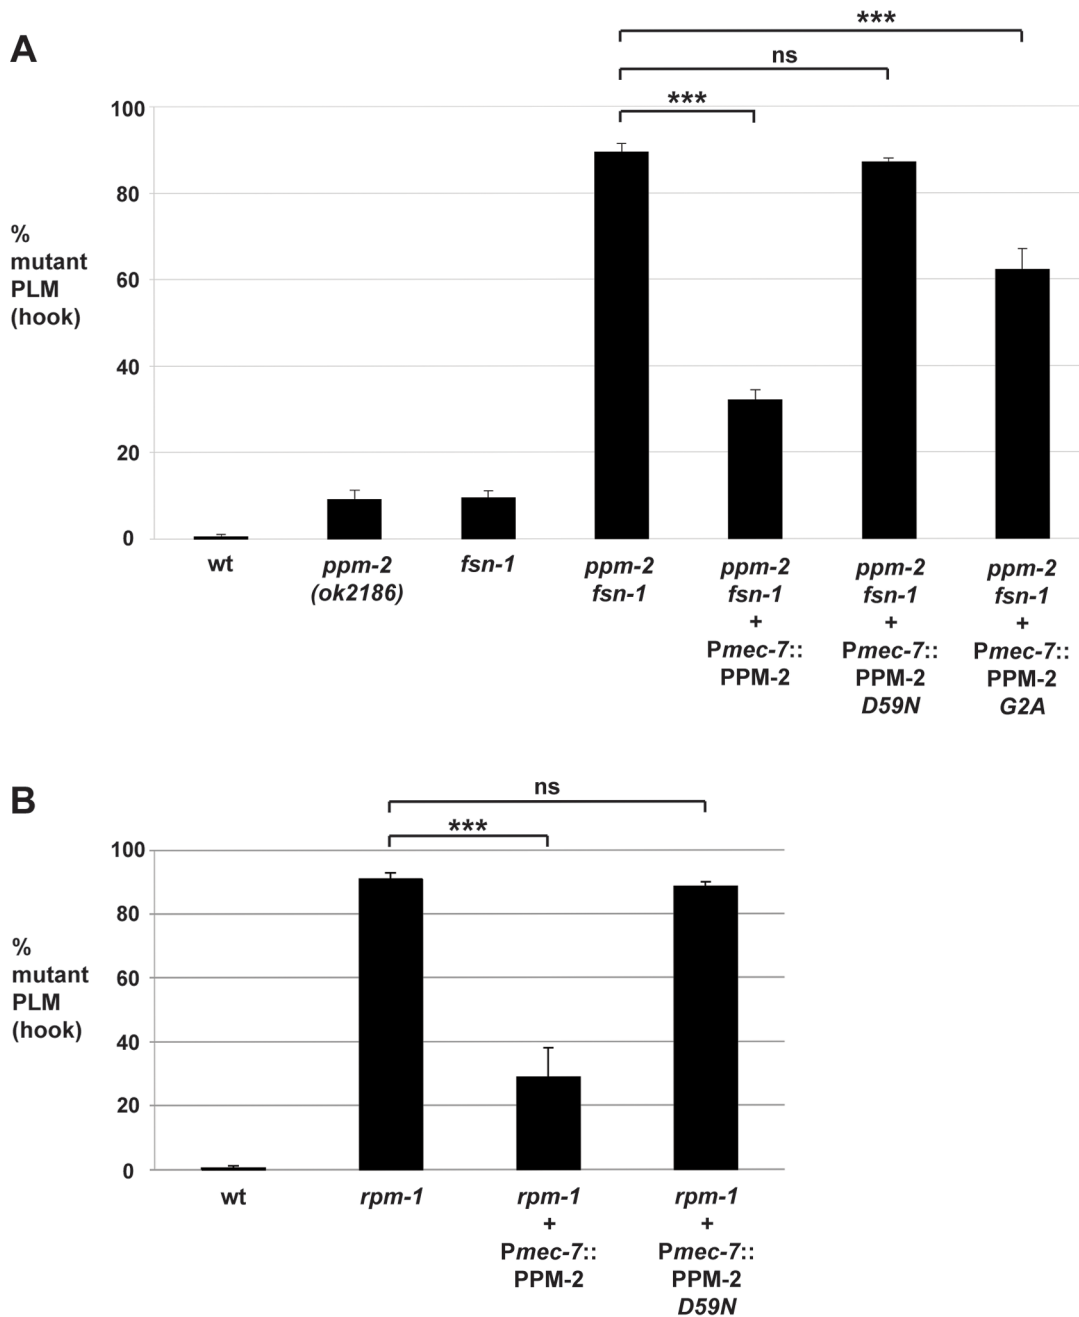 A
***
ns
***
100
80
60
40
20
0
%
mutant
PLM
(hook)
wt
ppm-2
(ok2186)
fsn-1
ppm-2
fsn-1
ppm-2
fsn-1
+
Pmec-7::
PPM-2
ppm-2
fsn-1
+
Pmec-7::
PPM-2
D59N
ppm-2
fsn-1
+
Pmec-7::
PPM-2
G2A
B
ns
***
100
80
60
40
20
0
%
mutant
PLM
(hook)
wt
rpm-1
rpm-1
+
Pmec-7::
PPM-2
rpm-1
+
Pmec-7::
PPM-2
D59N